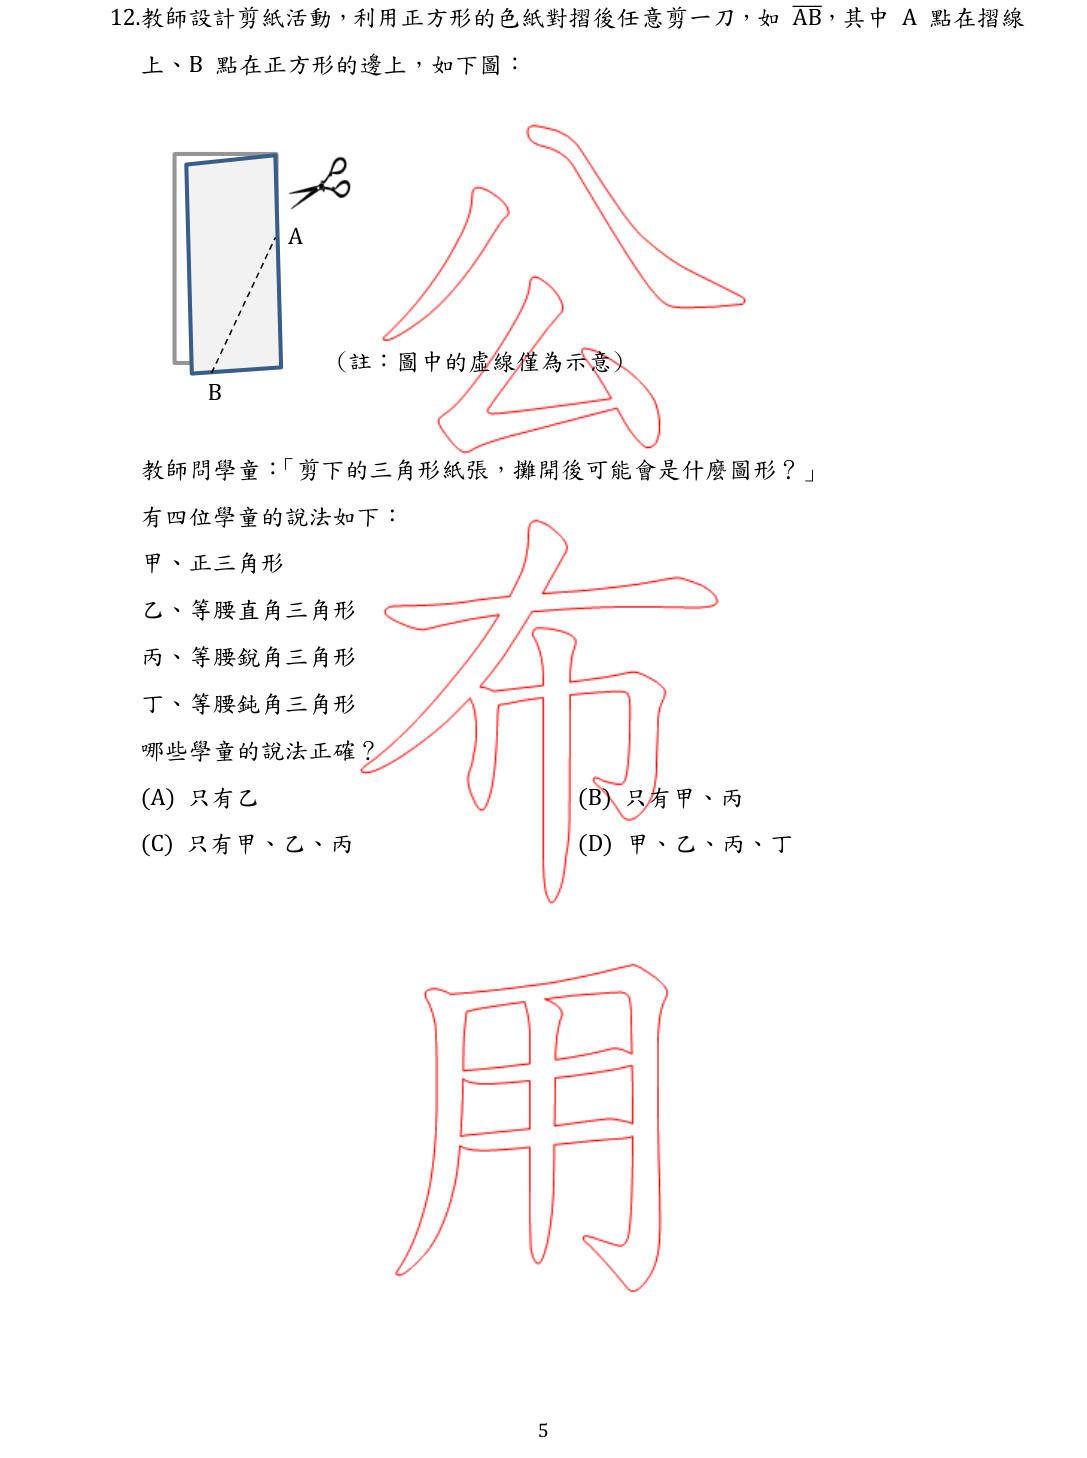 12.教師設計剪紙活動，利用正方形的色紙對摺後任意剪一刀，如 AB，其中 A 點在摺線
上、B 點在正方形的邊上，如下圖：
A
（註：圖中的虛線僅為示意）
B
教師問學童：「剪下的三角形紙張，攤開後可能會是什麼圖形？」
有四位學童的說法如下：
甲、正三角形
乙、等腰直角三角形
丙、等腰銳角三角形
丁、等腰鈍角三角形
哪些學童的說法正確？
(A) 只有乙 (B) 只有甲、丙
(C) 只有甲、乙、丙 (D) 甲、乙、丙、丁
公
布
用
5